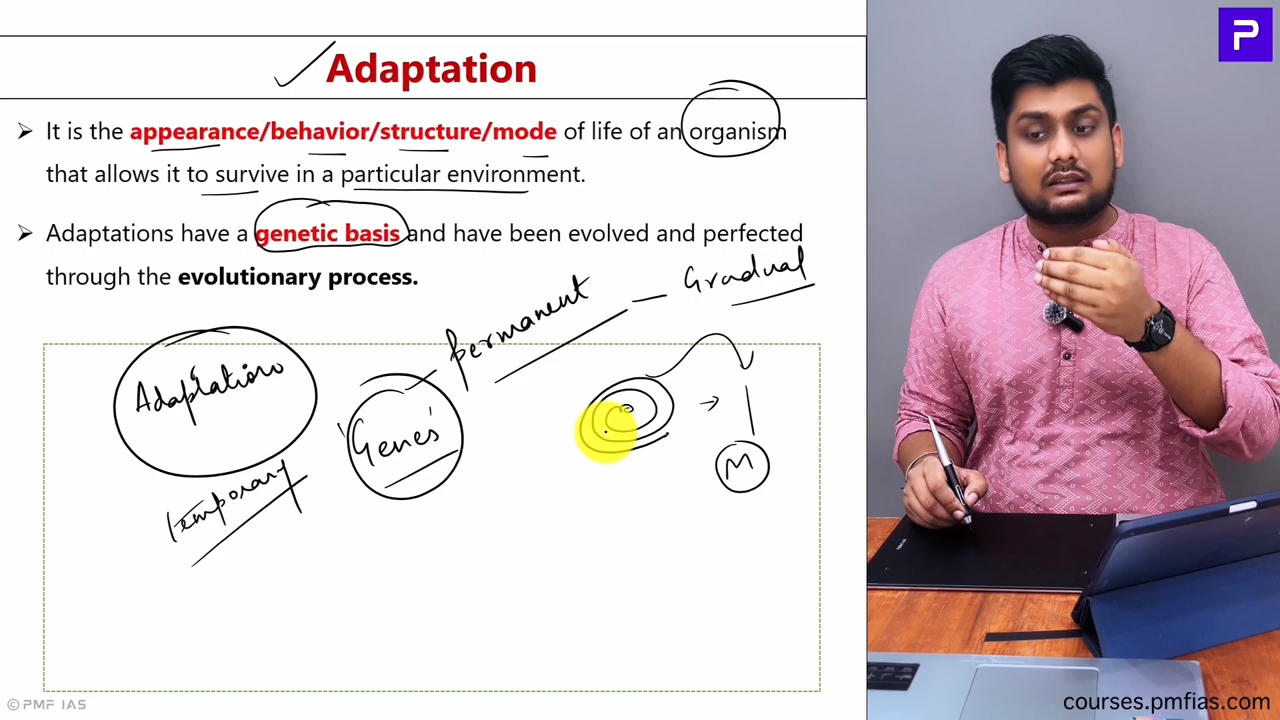 P
Adaptation
➢ It is the appearance/behavior/structure/mode of life of an organism
that allows it to survive in a particular environment.
➢ Adaptations have a genetic basis and have been evolved and perfected
through the evolutionary process.
permanent — Gradual
Adaptations
'Genes'
temporary
M
© PMF IAS
courses.pmfias.com